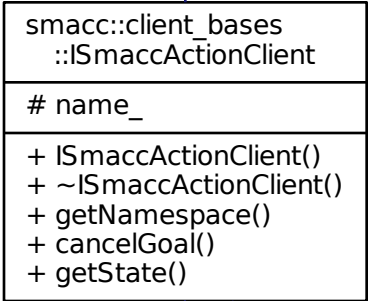 smacc::client_bases
::ISmaccActionClient
# name_
+ ISmaccActionClient()
+ ~ISmaccActionClient()
+ getNamespace()
+ cancelGoal()
+ getState()